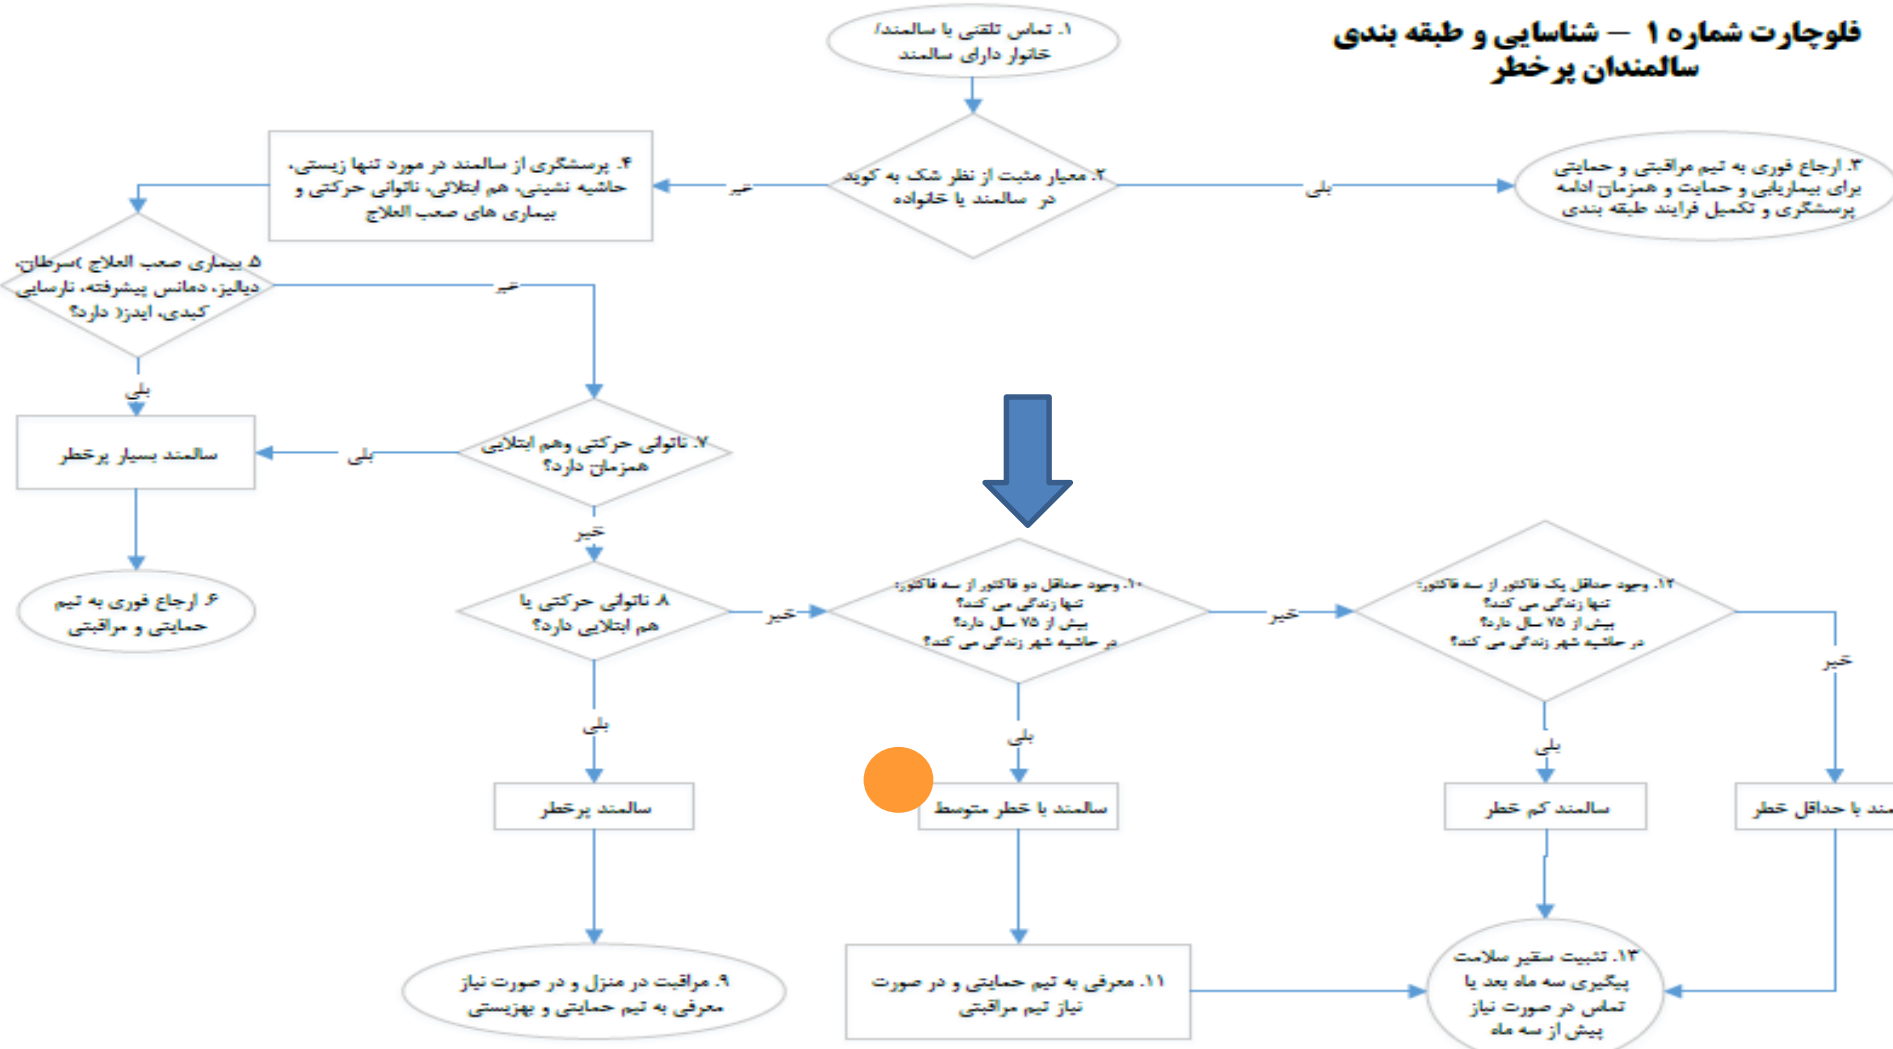 فلوچارت شماره ۱ – شناسایی و طبقه بندی
سالمندان پر خطر
۱. تماس تلقنی با سالمند/
خانوار دارای سالمند
۲. معیار مثبت از نظر شک به کوید
در سالمند یا خانواده
بلی
۳. ارجاع فوری به تیم مراقبتی و حمایتی
برای بیماریابی و حمایت و همزمان ادامه
پرسشگری و تکمیل فرایند طبقه بندی
خیر
۴. پرسشگری از سالمند در مورد تنها زیستی،
حاشیه نشینی، هم ابتلائی، ناتوانی حرکتی و
بیماری های صعب العلاج
۵. بیماری صعب العلاج )سرطان،
دیالیز، دمانس پیشرفته، نارسایی
کبدی، ایدز( دارد؟
خیر
بلی
سالمند بسیار پرخطر
۶. ارجاع فوری به تیم
حمایتی و مراقبتی
۷. ناتوانی حرکتی وهم ابتلایی
همزمان دارد؟
بلی
خیر
۸. ناتوانی حرکتی یا
هم ابتلایی دارد؟
خیر
بلی
سالمند پرخطر
۹. مراقبت در منزل و در صورت نیاز
معرفی به تیم حمایتی و بهزیستی
۱۰. وجود حداقل دو فاکتور از سه فاکتور:
تنها زندگی می کند؟
بیش از ۷۵ سال دارد؟
در حاشیه شهر زندگی می کند؟
خیر
بلی
سالمند با خطر متوسط
۱۱. معرفی به تیم حمایتی و در صورت
نیاز تیم مراقبتی
۱۲. وجود حداقل یک فاکتور از سه فاکتور:
تنها زندگی می کند؟
بیش از ۷۵ سال دارد؟
در حاشیه شهر زندگی می کند؟
خیر
بلی
سالمند کم خطر
مند با حداقل خطر
۱۳. تثبیت سفیر سلامت
پیگیری سه ماه بعد یا
تماس در صورت نیاز
پیش از سه ماه